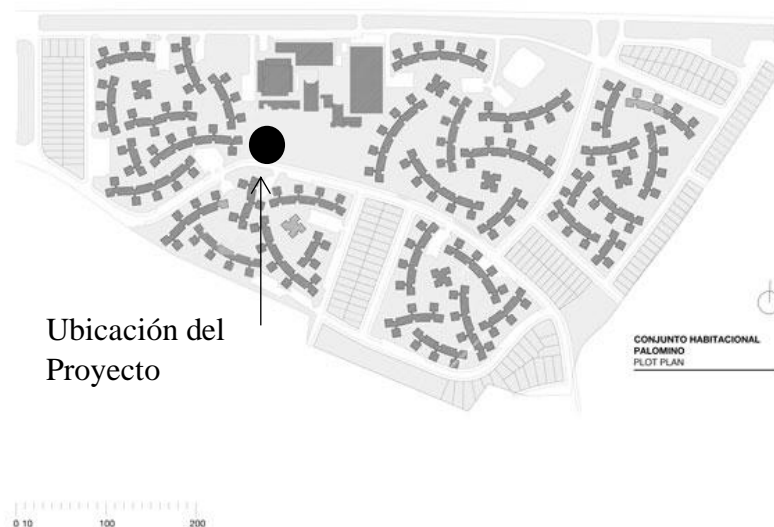 Ubicación del
Proyecto
CONJUNTO HABITACIONAL
PALOMINO
PLOT PLAN
0 10 100 200